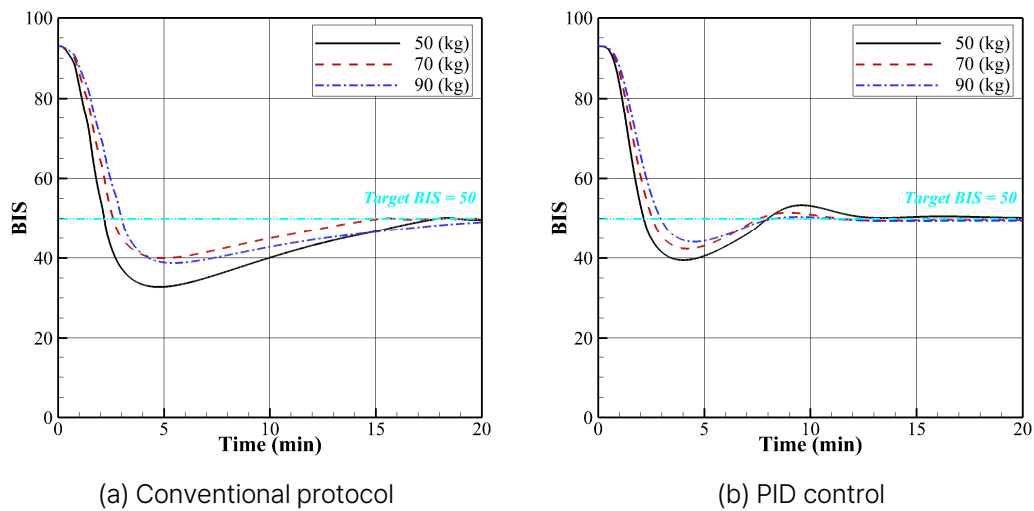 100
80
60
40
20
0
BIS
50 (kg)
70 (kg)
90 (kg)
Target BIS = 50
0 5 10 15 20
Time (min)
(a) Conventional protocol
100
80
60
40
20
0
BIS
50 (kg)
70 (kg)
90 (kg)
Target BIS = 50
0 5 10 15 20
Time (min)
(b) PID control